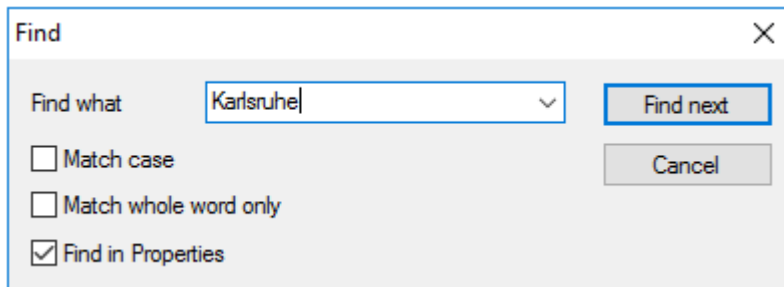 Find
Find what Karlsruhe Find next
Match case Cancel
Match whole word only
Find in Properties